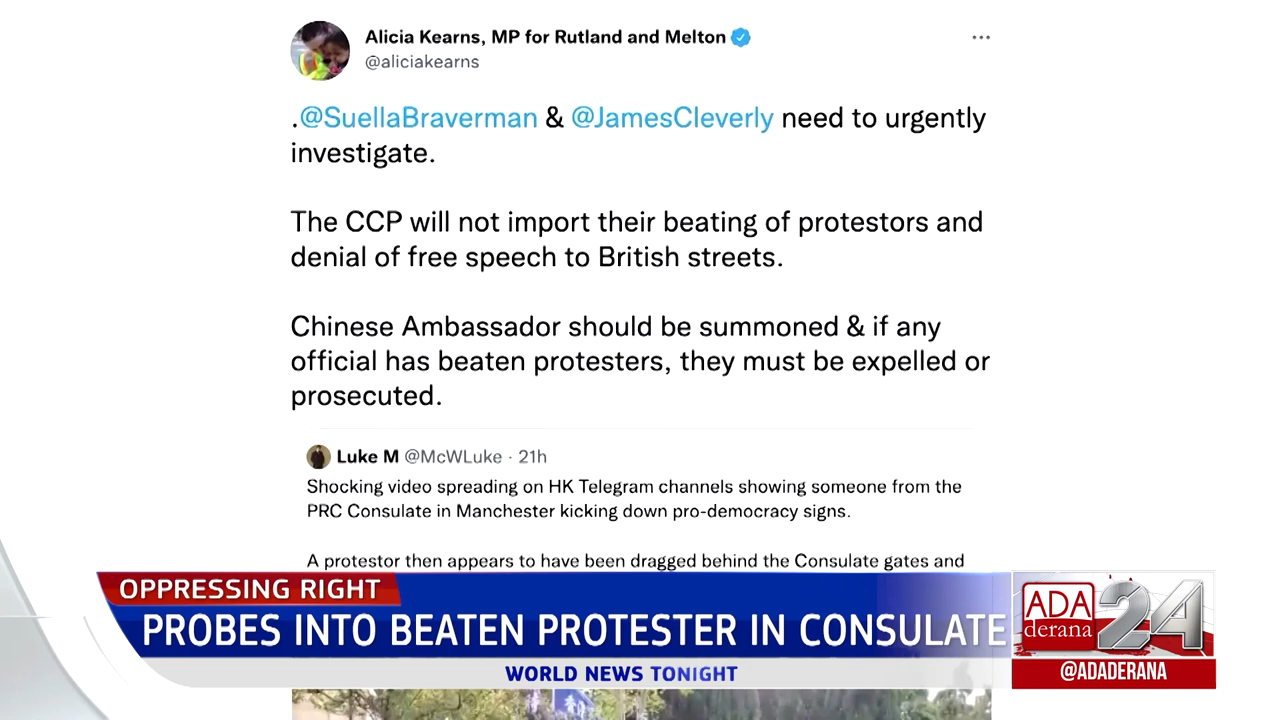 Alicia Kearns, MP for Rutland and Melton
@aliciakearns
.@SuellaBraverman & @JamesCleverly need to urgently
investigate.
The CCP will not import their beating of protestors and
denial of free speech to British streets.
Chinese Ambassador should be summoned & if any
official has beaten protesters, they must be expelled or
prosecuted.
Luke M @McWLuke · 21h
Shocking video spreading on HK Telegram channels showing someone from the
PRC Consulate in Manchester kicking down pro-democracy signs.
A protestor then appears to have been dragged behind the Consulate gates and
OPPRESSING RIGHT
PROBES INTO BEATEN PROTESTER IN CONSULATE
WORLD NEWS TONIGHT
ADA
derana
24
@ADADERANA